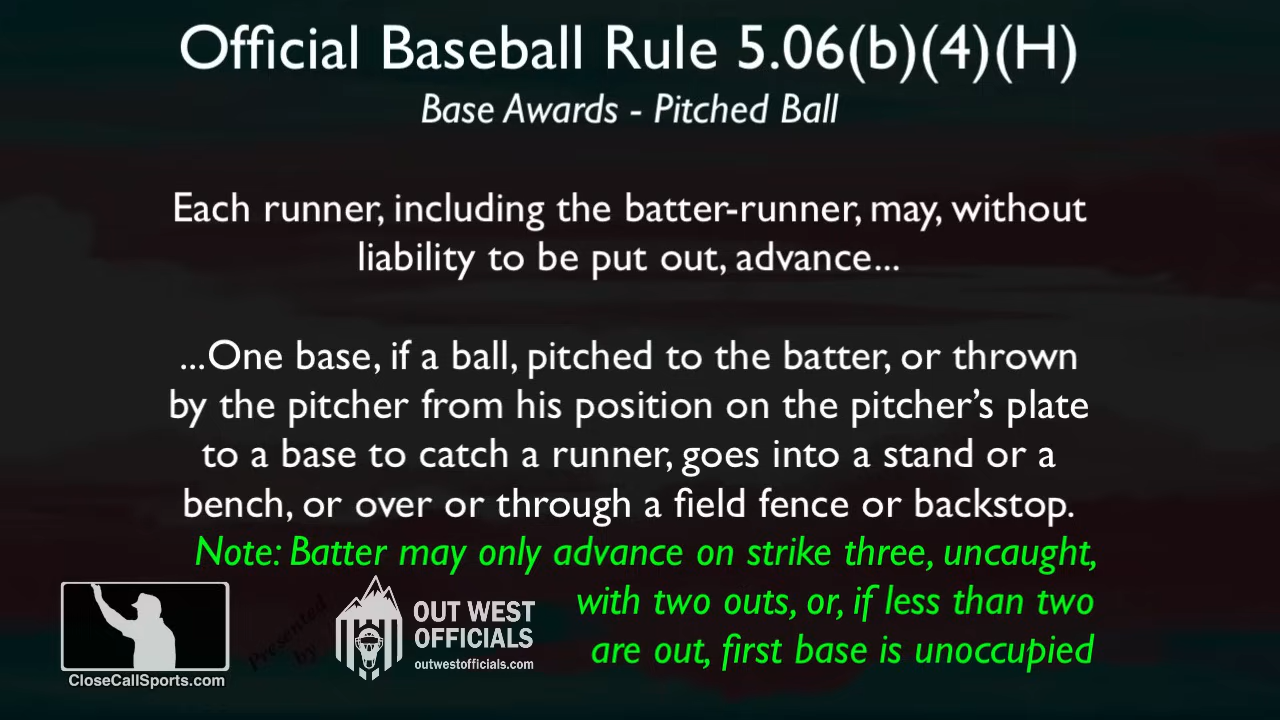 Official Baseball Rule 5.06(b)(4)(H)
Base Awards - Pitched Ball
Each runner, including the batter-runner, may, without
liability to be put out, advance...
...One base, if a ball, pitched to the batter, or thrown
by the pitcher from his position on the pitcher's plate
to a base to catch a runner, goes into a stand or a
bench, or over or through a field fence or backstop.
Note: Batter may only advance on strike three, uncaught,
with two outs, or, if less than two
are out, first base is unoccupied
CloseCallSports.com
Presented
by
OUT WEST
OFFICIALS
outwestofficials.com